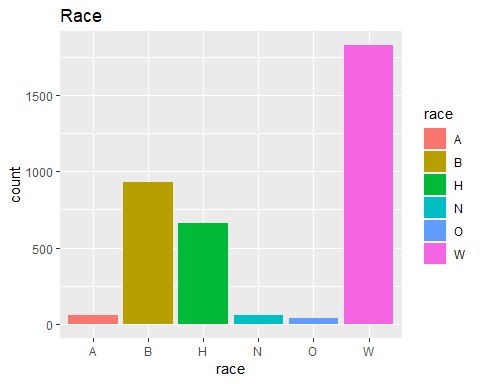 Race
1500
1000
500
0
count
A B H N O W
race
race
A
B
H
N
O
W